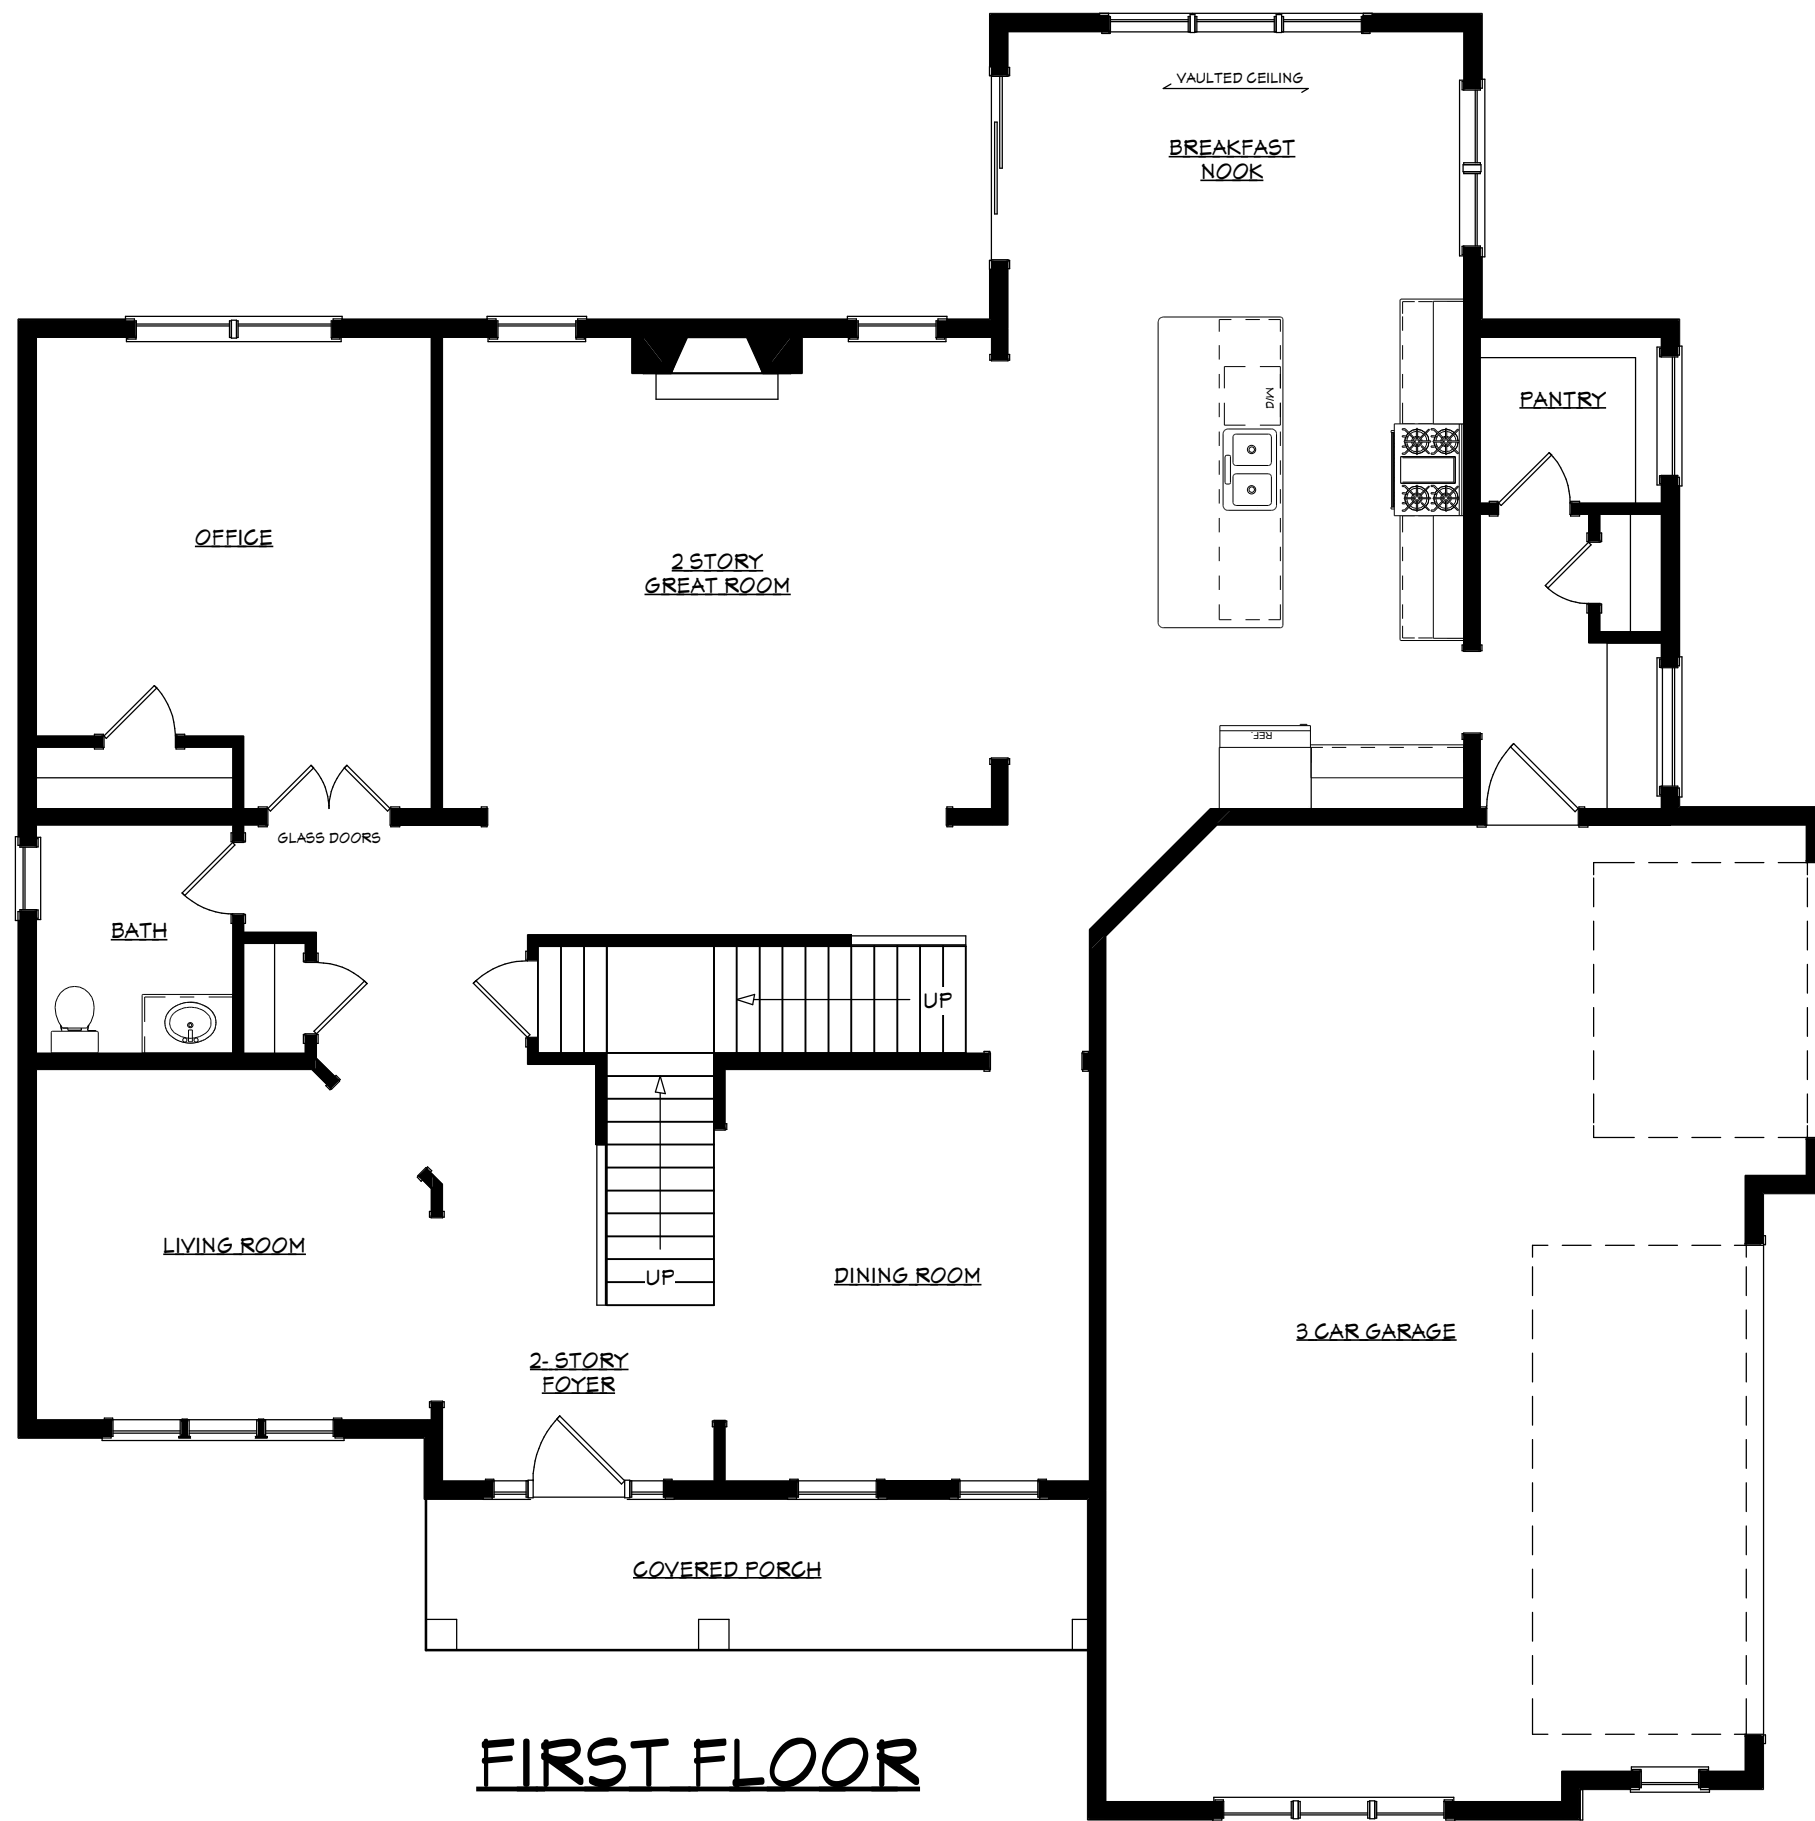 VAULTED CEILING
BREAKFAST
NOOK
PANTRY
D/W
OFFICE
2 STORY
GREAT ROOM
REF.
GLASS DOORS
BATH
UP
LIVING ROOM
UP
DINING ROOM
3 CAR GARAGE
2- STORY
FOYER
COVERED PORCH
FIRST FLOOR